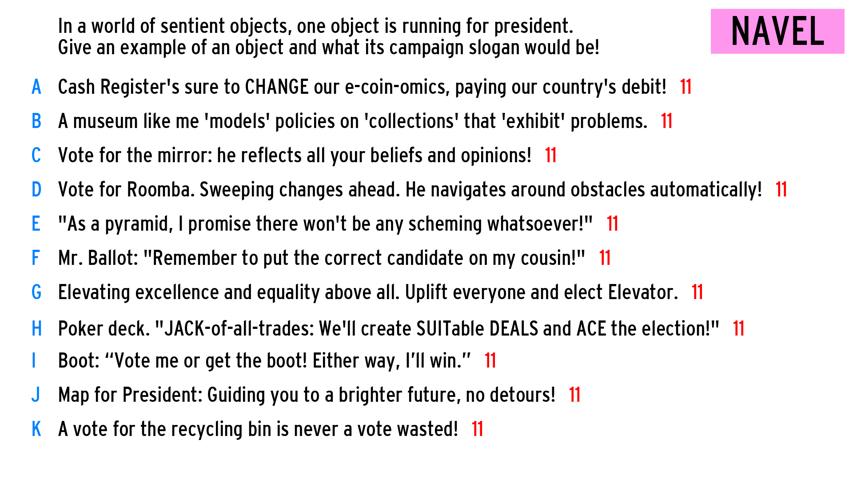 In a world of sentient objects, one object is running for president.
Give an example of an object and what its campaign slogan would be!
NAVEL
A Cash Register's sure to CHANGE our e-coin-omics, paying our country's debit! 11
B A museum like me 'models' policies on 'collections' that 'exhibit' problems. 11
C Vote for the mirror: he reflects all your beliefs and opinions! 11
D Vote for Roomba. Sweeping changes ahead. He navigates around obstacles automatically! 11
E "As a pyramid, I promise there won't be any scheming whatsoever!" 11
F Mr. Ballot: "Remember to put the correct candidate on my cousin!" 11
G Elevating excellence and equality above all. Uplift everyone and elect Elevator. 11
H Poker deck. "JACK-of-all-trades: We'll create SUITable DEALS and ACE the election!" 11
I Boot: “Vote me or get the boot! Either way, I’ll win.” 11
J Map for President: Guiding you to a brighter future, no detours! 11
K A vote for the recycling bin is never a vote wasted! 11